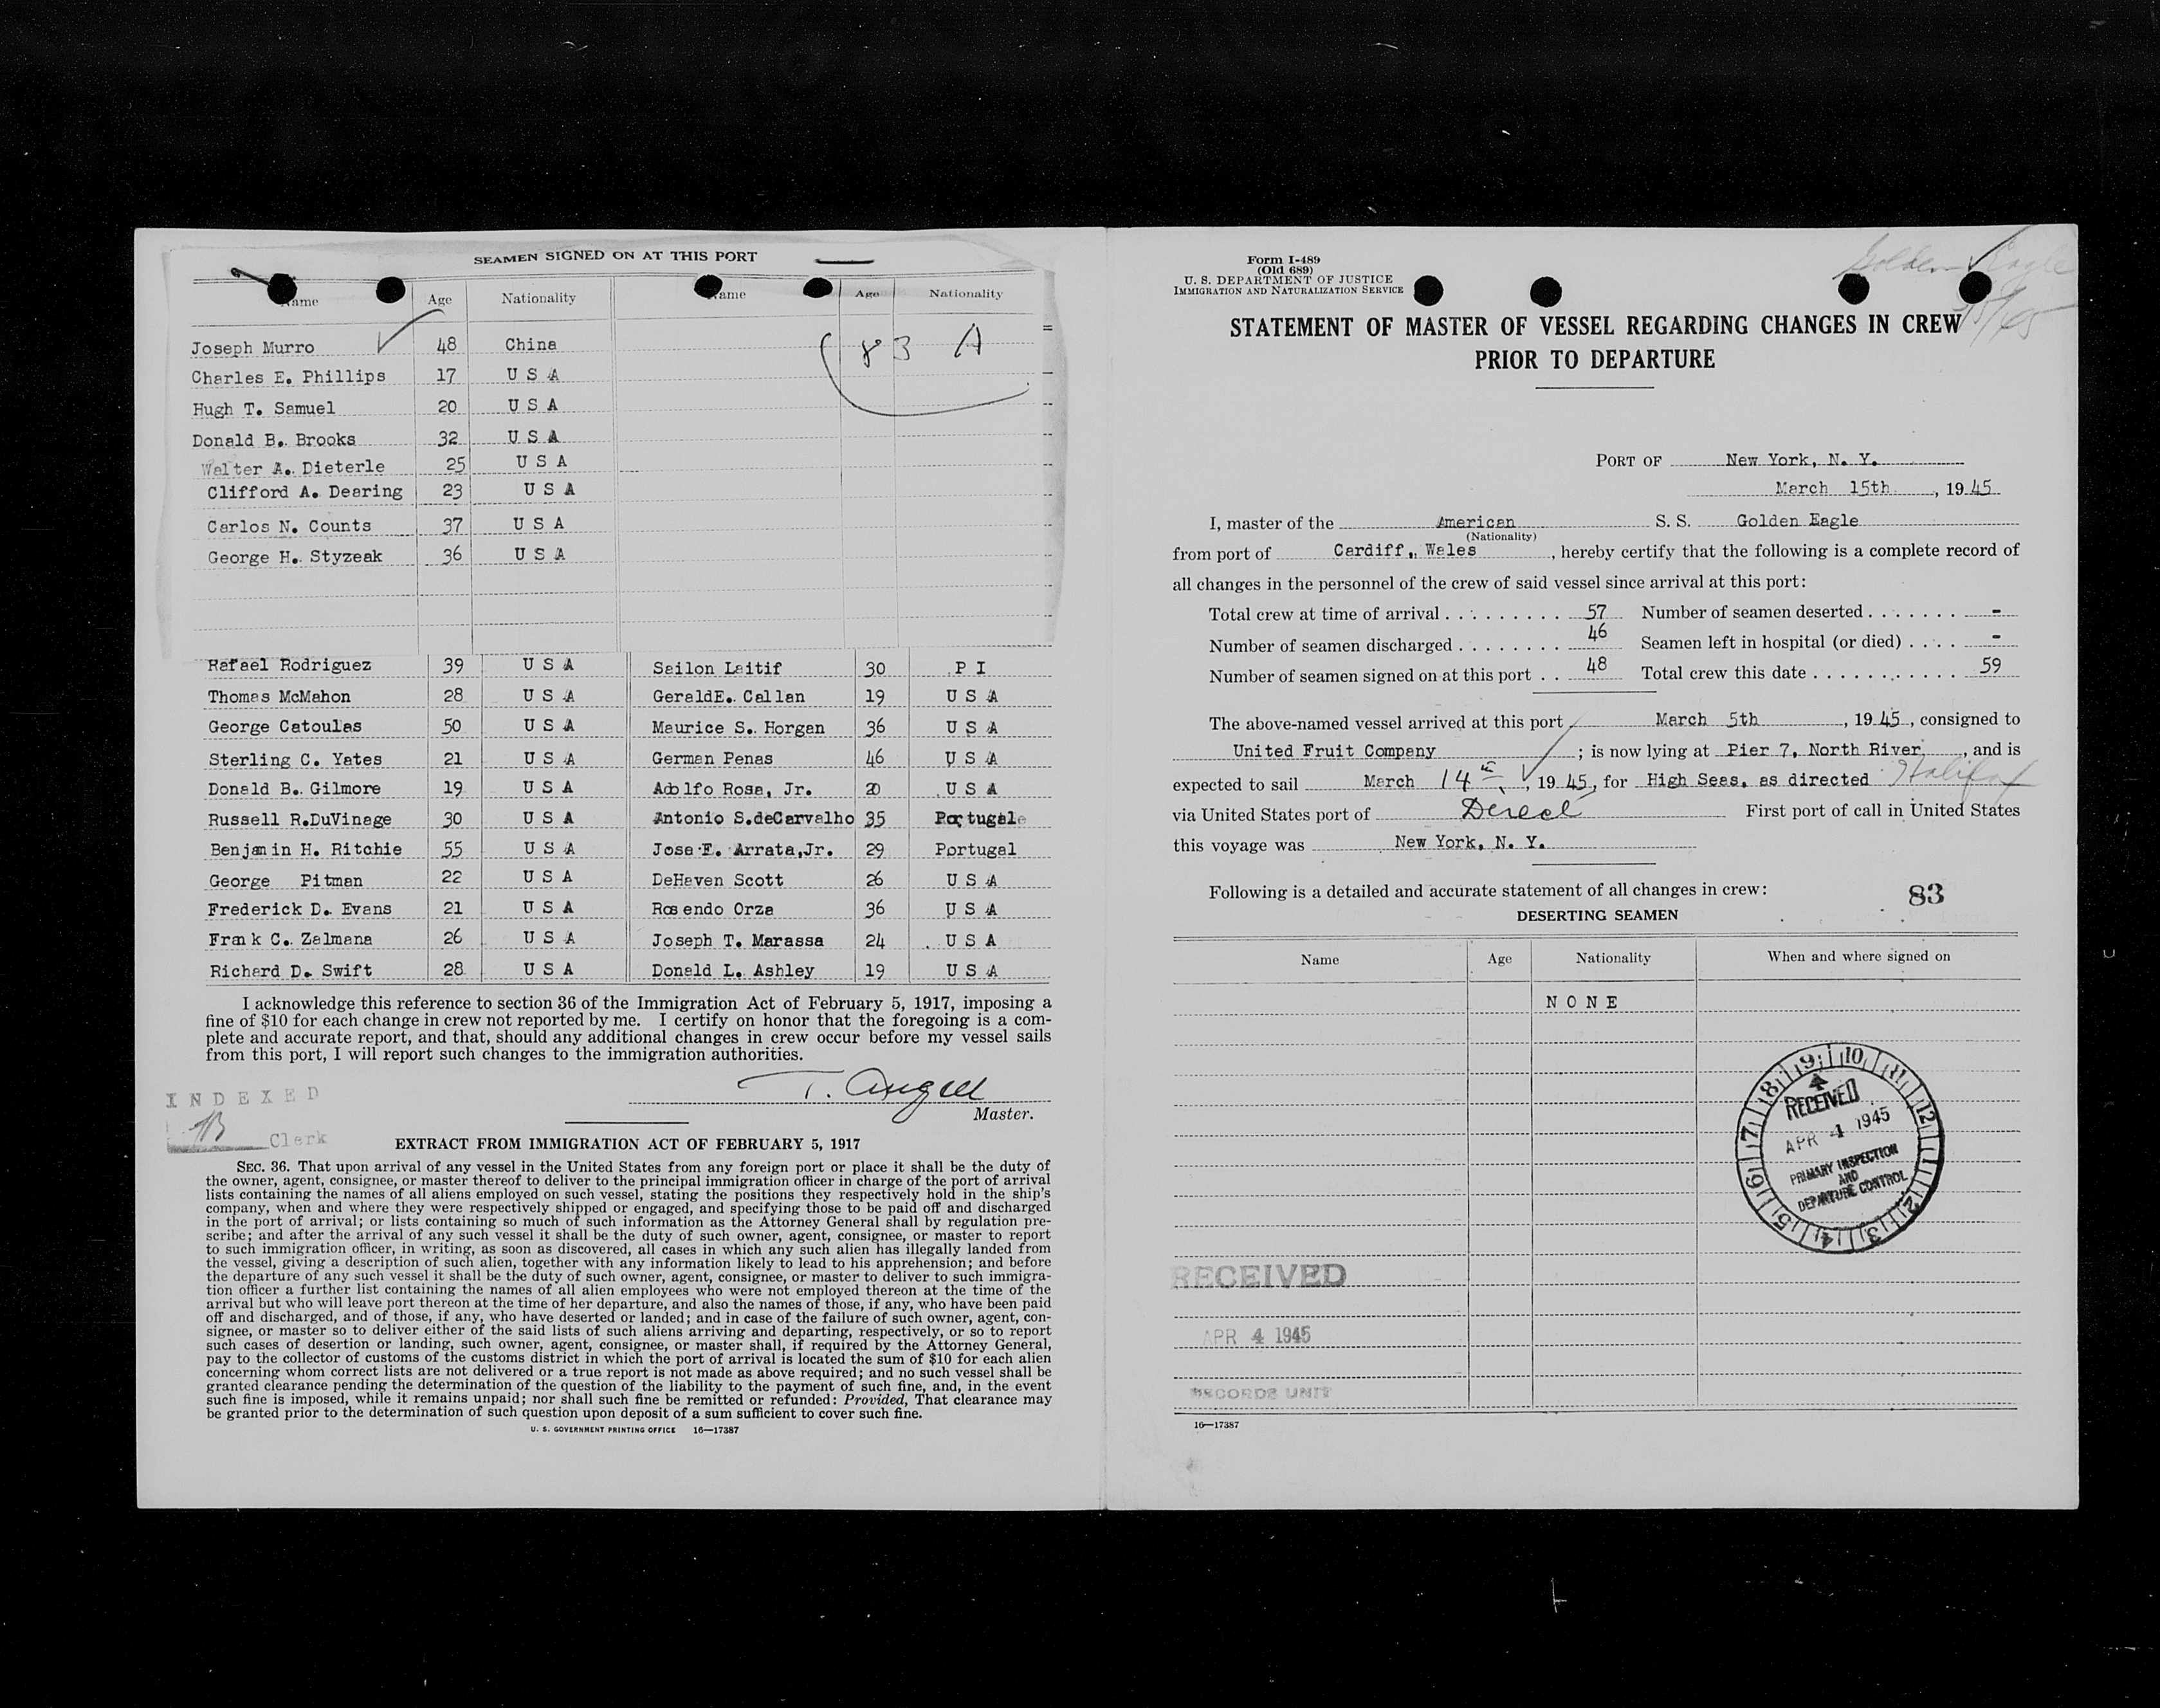 SEAMEN SIGNED ON AT THIS PORT
Name Age Nationality Name Age Nationality
83 A
Joseph Murro 48 China
Charles E. Phillips 17 U S A
Hugh T. Samuel 20 U S A
Donald B. Brooks 32 U S A
Walter A. Dieterle 25 U S A
Clifford A. Deering 23 U S A
Carlos N. Counts 37 U S A
George H. Styzeak 36 U S A
Rafael Rodriguez 39 U S A Sailon Laitif 30 P I
Thomas McMahon 28 U S A GeraldE. Callan 19 U S A
George Catoulas 50 U S A Maurice S. Horgan 36 U S A
Sterling C. Yates 21 U S A German Penas 46 U S A
Donald B. Gilmore 19 U S A Adolfo Rosa, Jr. 20 U S A
Russell R.DuVinage 30 U S A Antonio S.deCarvalho 35 Portugal
Benjamin H. Ritchie 55 U S A Jose E. Arrata,Jr. 29 Portugal
George Pitman 22 U S A DeHaven Scott 26 U S A
Frederick D. Evans 21 U S A Rosendo Orza 36 U S A
Frank C. Zalmana 26 U S A Joseph T. Marassa 24 U S A
Richard D. Swift 28 U S A Donald L. Ashley 19 U S A
I acknowledge this reference to section 36 of the Immigration Act of February 5, 1917, imposing a
fine of $10 for each change in crew not reported by me. I certify on honor that the foregoing is a com-
plete and accurate report, and that, should any additional changes in crew occur before my vessel sails
from this port, I will report such changes to the immigration authorities.
T. Angell
Master.
INDEXED
Clerk
EXTRACT FROM IMMIGRATION ACT OF FEBRUARY 5, 1917
SEC. 36. That upon arrival of any vessel in the United States from any foreign port or place it shall be the duty of
the owner, agent, consignee, or master thereof to deliver to the principal immigration officer in charge of the port of arrival
lists containing the names of all aliens employed on such vessel, stating the positions they respectively hold in the ship's
company, when and where they were respectively shipped or engaged, and specifying those to be paid off and discharged
in the port of arrival; or lists containing so much of such information as the Attorney General shall by regulation pre-
scribe; and after the arrival of any such vessel it shall be the duty of such owner, agent, consignee, or master to report
to such immigration officer, in writing, as soon as discovered, all cases in which any such alien has illegally landed from
the vessel, giving a description of such alien, together with any information likely to lead to his apprehension; and before
the departure of any such vessel it shall be the duty of such owner, agent, consignee, or master to deliver to such immigra-
tion officer a further list containing the names of all alien employees who were not employed thereon at the time of the
arrival but who will leave port thereon at the time of her departure, and also the names of those, if any, who have been paid
off and discharged, and of those, if any, who have deserted or landed; and in case of the failure of such owner, agent, con-
signee, or master so to deliver either of the said lists of such aliens arriving and departing, respectively, or so to report
such cases of desertion or landing, such owner, agent, consignee, or master shall, if required by the Attorney General,
pay to the collector of customs of the customs district in which the port of arrival is located the sum of $10 for each alien
concerning whom correct lists are not delivered or a true report is not made as above required; and no such vessel shall be
granted clearance pending the determination of the question of the liability to the payment of such fine, and, in the event
such fine is imposed, while it remains unpaid; nor shall such fine be remitted or refunded: Provided, That clearance may
be granted prior to the determination of such question upon deposit of a sum sufficient to cover such fine.
U. S. GOVERNMENT PRINTING OFFICE 16—17387
Form I-489
(Old 689)
U. S. DEPARTMENT OF JUSTICE
IMMIGRATION AND NATURALIZATION SERVICE
Golden Eagle
STATEMENT OF MASTER OF VESSEL REGARDING CHANGES IN CREW
PRIOR TO DEPARTURE
PORT OF New York, N. Y.
March 15th, 1945
I, master of the American S. S. Golden Eagle
(Nationality)
from port of Cardiff, Wales, hereby certify that the following is a complete record of
all changes in the personnel of the crew of said vessel since arrival at this port:
Total crew at time of arrival 57 Number of seamen deserted -
Number of seamen discharged 46 Seamen left in hospital (or died) -
Number of seamen signed on at this port 48 Total crew this date 59
The above-named vessel arrived at this port March 5th, 1945, consigned to
United Fruit Company; is now lying at Pier 7, North River, and is
expected to sail March 14th, 1945, for High Seas, as directed Halifax
via United States port of Direct First port of call in United States
this voyage was New York, N. Y.
Following is a detailed and accurate statement of all changes in crew:
83
DESERTING SEAMEN
Name Age Nationality When and where signed on
N O N E
9 10 11 12 1 2 3 4 5 6 7 8
RECEIVED
APR 4 1945
PRIMARY INSPECTION
AND
DEPARTURE CONTROL
RECEIVED
APR 4 1945
RECORDS UNIT
16—17387